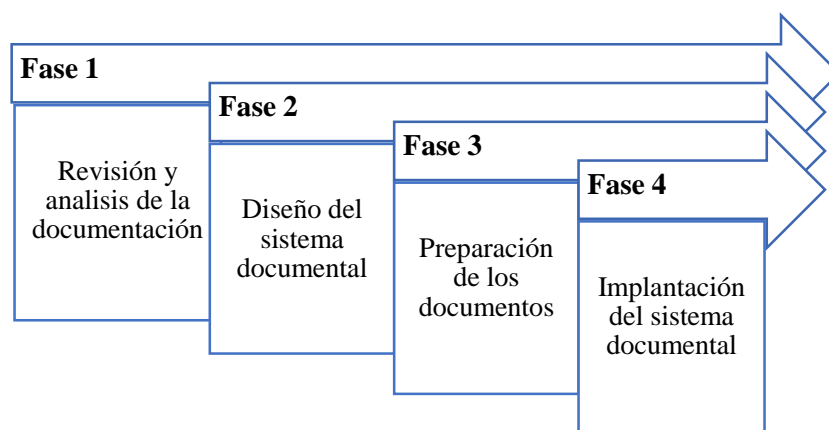 Fase 1
Revisión y
analisis de la
documentación
Fase 2
Diseño del
sistema
documental
Fase 3
Preparación
de los
documentos
Fase 4
Implantación
del sistema
documental